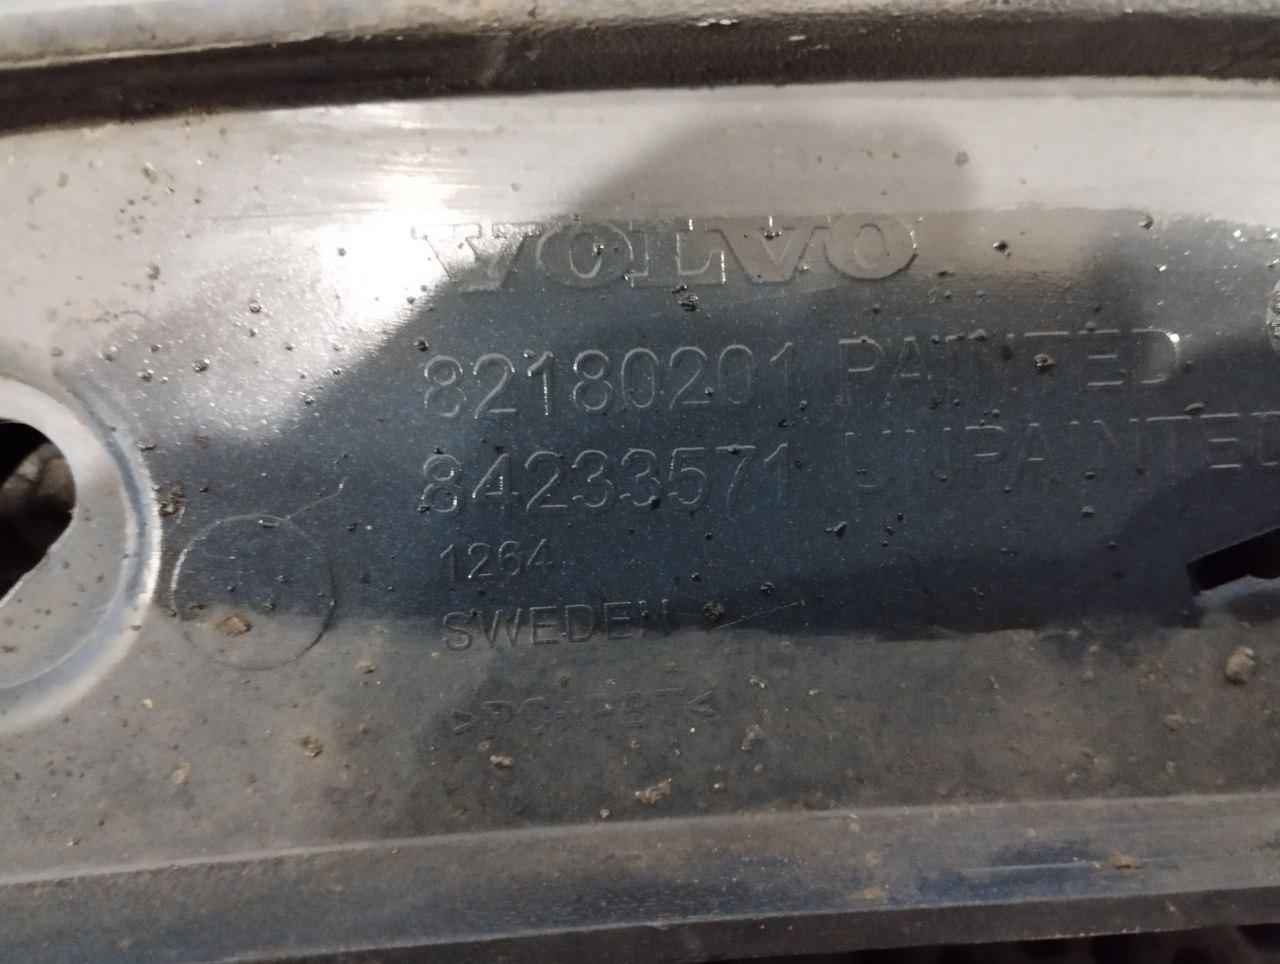 VOLVO
82180201 PAINTED
84233571 UNPAINTED
1264
SWEDEN
>PC+PBT<